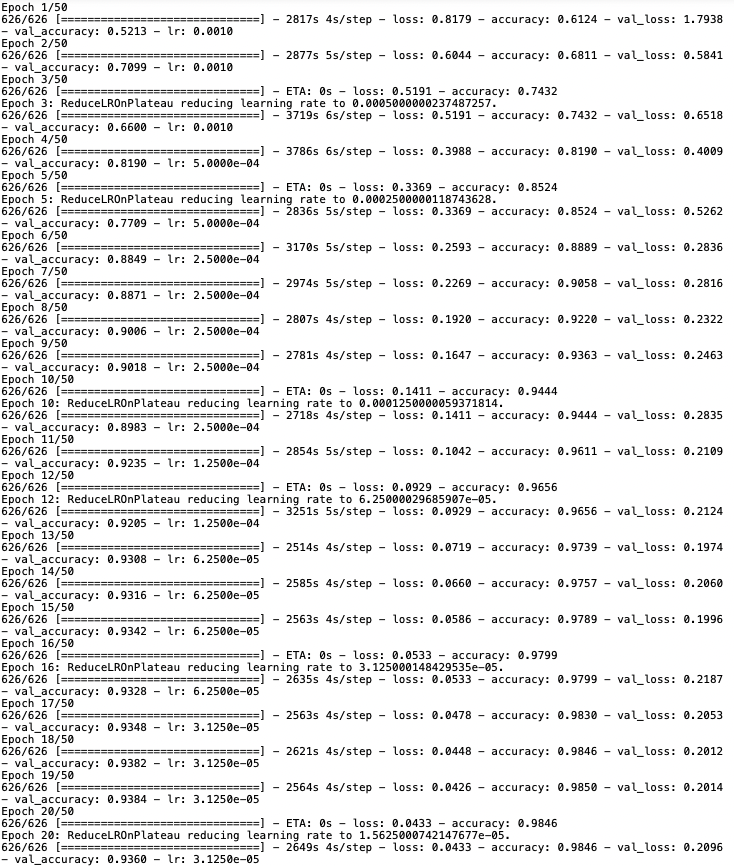 Epoch 1/50
626/626 [==============================] - 2817s 4s/step - loss: 0.8179 - accuracy: 0.6124 - val_loss: 1.7938
- val_accuracy: 0.5213 - lr: 0.0010
Epoch 2/50
626/626 [==============================] - 2877s 5s/step - loss: 0.6044 - accuracy: 0.6811 - val_loss: 0.5841
- val_accuracy: 0.7099 - lr: 0.0010
Epoch 3/50
626/626 [==============================] - ETA: 0s - loss: 0.5191 - accuracy: 0.7432
Epoch 3: ReduceLROnPlateau reducing learning rate to 0.0005000000237487257.
626/626 [==============================] - 3719s 6s/step - loss: 0.5191 - accuracy: 0.7432 - val_loss: 0.6518
- val_accuracy: 0.6600 - lr: 0.0010
Epoch 4/50
626/626 [==============================] - 3786s 6s/step - loss: 0.3988 - accuracy: 0.8190 - val_loss: 0.4009
- val_accuracy: 0.8190 - lr: 5.0000e-04
Epoch 5/50
626/626 [==============================] - ETA: 0s - loss: 0.3369 - accuracy: 0.8524
Epoch 5: ReduceLROnPlateau reducing learning rate to 0.0002500000118743628.
626/626 [==============================] - 2836s 5s/step - loss: 0.3369 - accuracy: 0.8524 - val_loss: 0.5262
- val_accuracy: 0.7709 - lr: 5.0000e-04
Epoch 6/50
626/626 [==============================] - 3170s 5s/step - loss: 0.2593 - accuracy: 0.8889 - val_loss: 0.2836
- val_accuracy: 0.8849 - lr: 2.5000e-04
Epoch 7/50
626/626 [==============================] - 2974s 5s/step - loss: 0.2269 - accuracy: 0.9058 - val_loss: 0.2816
- val_accuracy: 0.8871 - lr: 2.5000e-04
Epoch 8/50
626/626 [==============================] - 2807s 4s/step - loss: 0.1920 - accuracy: 0.9220 - val_loss: 0.2322
- val_accuracy: 0.9006 - lr: 2.5000e-04
Epoch 9/50
626/626 [==============================] - 2781s 4s/step - loss: 0.1647 - accuracy: 0.9363 - val_loss: 0.2463
- val_accuracy: 0.9018 - lr: 2.5000e-04
Epoch 10/50
626/626 [==============================] - ETA: 0s - loss: 0.1411 - accuracy: 0.9444
Epoch 10: ReduceLROnPlateau reducing learning rate to 0.0001250000059371814.
626/626 [==============================] - 2718s 4s/step - loss: 0.1411 - accuracy: 0.9444 - val_loss: 0.2835
- val_accuracy: 0.8983 - lr: 2.5000e-04
Epoch 11/50
626/626 [==============================] - 2854s 5s/step - loss: 0.1042 - accuracy: 0.9611 - val_loss: 0.2109
- val_accuracy: 0.9235 - lr: 1.2500e-04
Epoch 12/50
626/626 [==============================] - ETA: 0s - loss: 0.0929 - accuracy: 0.9656
Epoch 12: ReduceLROnPlateau reducing learning rate to 6.25000029685907e-05.
626/626 [==============================] - 3251s 5s/step - loss: 0.0929 - accuracy: 0.9656 - val_loss: 0.2124
- val_accuracy: 0.9205 - lr: 1.2500e-04
Epoch 13/50
626/626 [==============================] - 2514s 4s/step - loss: 0.0719 - accuracy: 0.9739 - val_loss: 0.1974
- val_accuracy: 0.9308 - lr: 6.2500e-05
Epoch 14/50
626/626 [==============================] - 2585s 4s/step - loss: 0.0660 - accuracy: 0.9757 - val_loss: 0.2060
- val_accuracy: 0.9316 - lr: 6.2500e-05
Epoch 15/50
626/626 [==============================] - 2563s 4s/step - loss: 0.0586 - accuracy: 0.9789 - val_loss: 0.1996
- val_accuracy: 0.9342 - lr: 6.2500e-05
Epoch 16/50
626/626 [==============================] - ETA: 0s - loss: 0.0533 - accuracy: 0.9799
Epoch 16: ReduceLROnPlateau reducing learning rate to 3.125000148429535e-05.
626/626 [==============================] - 2635s 4s/step - loss: 0.0533 - accuracy: 0.9799 - val_loss: 0.2187
- val_accuracy: 0.9328 - lr: 6.2500e-05
Epoch 17/50
626/626 [==============================] - 2563s 4s/step - loss: 0.0478 - accuracy: 0.9830 - val_loss: 0.2053
- val_accuracy: 0.9348 - lr: 3.1250e-05
Epoch 18/50
626/626 [==============================] - 2621s 4s/step - loss: 0.0448 - accuracy: 0.9846 - val_loss: 0.2012
- val_accuracy: 0.9382 - lr: 3.1250e-05
Epoch 19/50
626/626 [==============================] - 2564s 4s/step - loss: 0.0426 - accuracy: 0.9850 - val_loss: 0.2014
- val_accuracy: 0.9384 - lr: 3.1250e-05
Epoch 20/50
626/626 [==============================] - ETA: 0s - loss: 0.0433 - accuracy: 0.9846
Epoch 20: ReduceLROnPlateau reducing learning rate to 1.5625000742147677e-05.
626/626 [==============================] - 2649s 4s/step - loss: 0.0433 - accuracy: 0.9846 - val_loss: 0.2096
- val_accuracy: 0.9360 - lr: 3.1250e-05